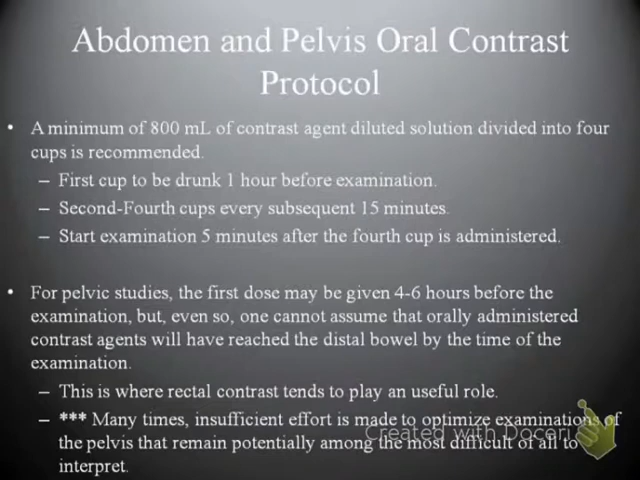 Abdomen and Pelvis Oral Contrast
Protocol
• A minimum of 800 mL of contrast agent diluted solution divided into four
cups is recommended.
– First cup to be drunk 1 hour before examination.
– Second-Fourth cups every subsequent 15 minutes.
– Start examination 5 minutes after the fourth cup is administered.
• For pelvic studies, the first dose may be given 4-6 hours before the
examination, but, even so, one cannot assume that orally administered
contrast agents will have reached the distal bowel by the time of the
examination.
– This is where rectal contrast tends to play an useful role.
– *** Many times, insufficient effort is made to optimize examinations of
the pelvis that remain potentially among the most difficult of all to
interpret.
Created with Doceri